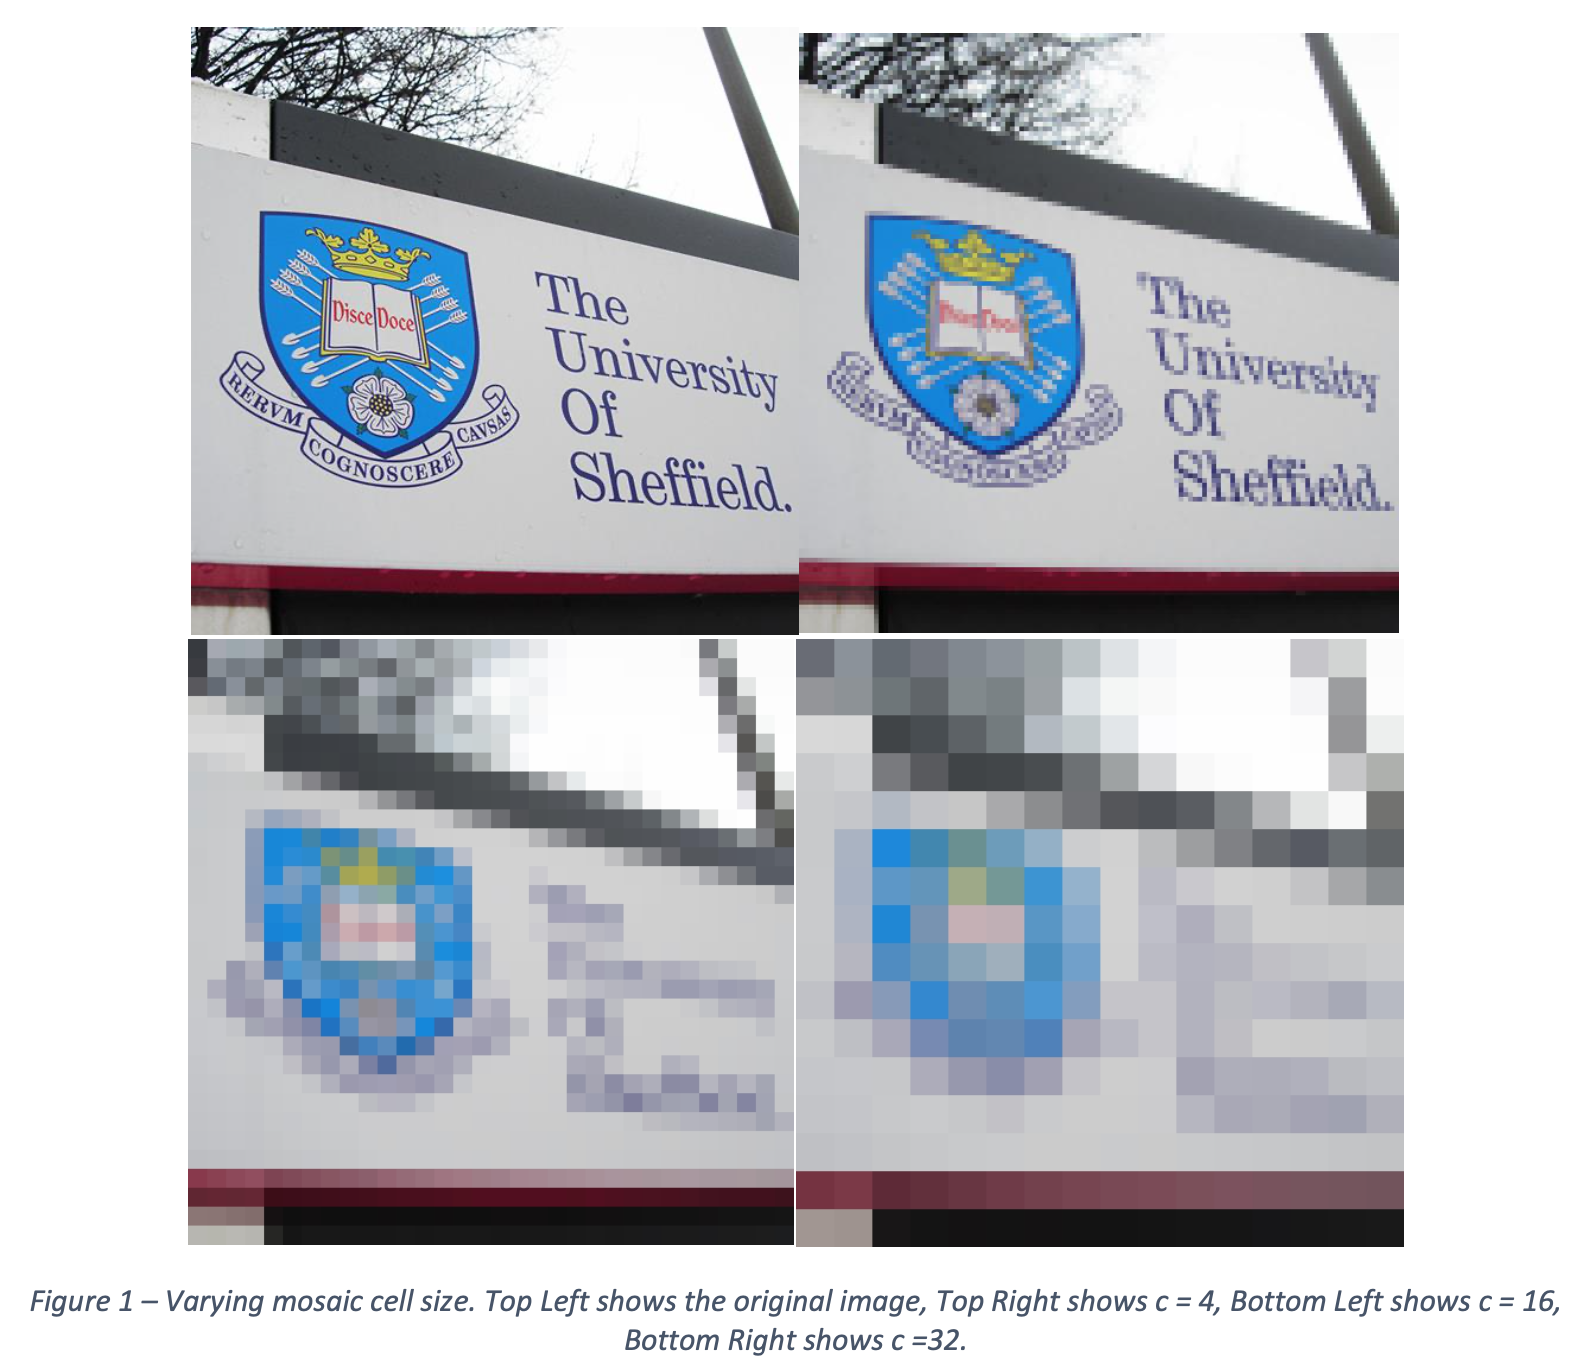 Disce Doce
RERVM
COGNOSCERE
CAVSAS
The
University
Of
Sheffield.
The
University
Of
Sheffield.
Figure 1 – Varying mosaic cell size. Top Left shows the original image, Top Right shows c = 4, Bottom Left shows c = 16,
Bottom Right shows c =32.